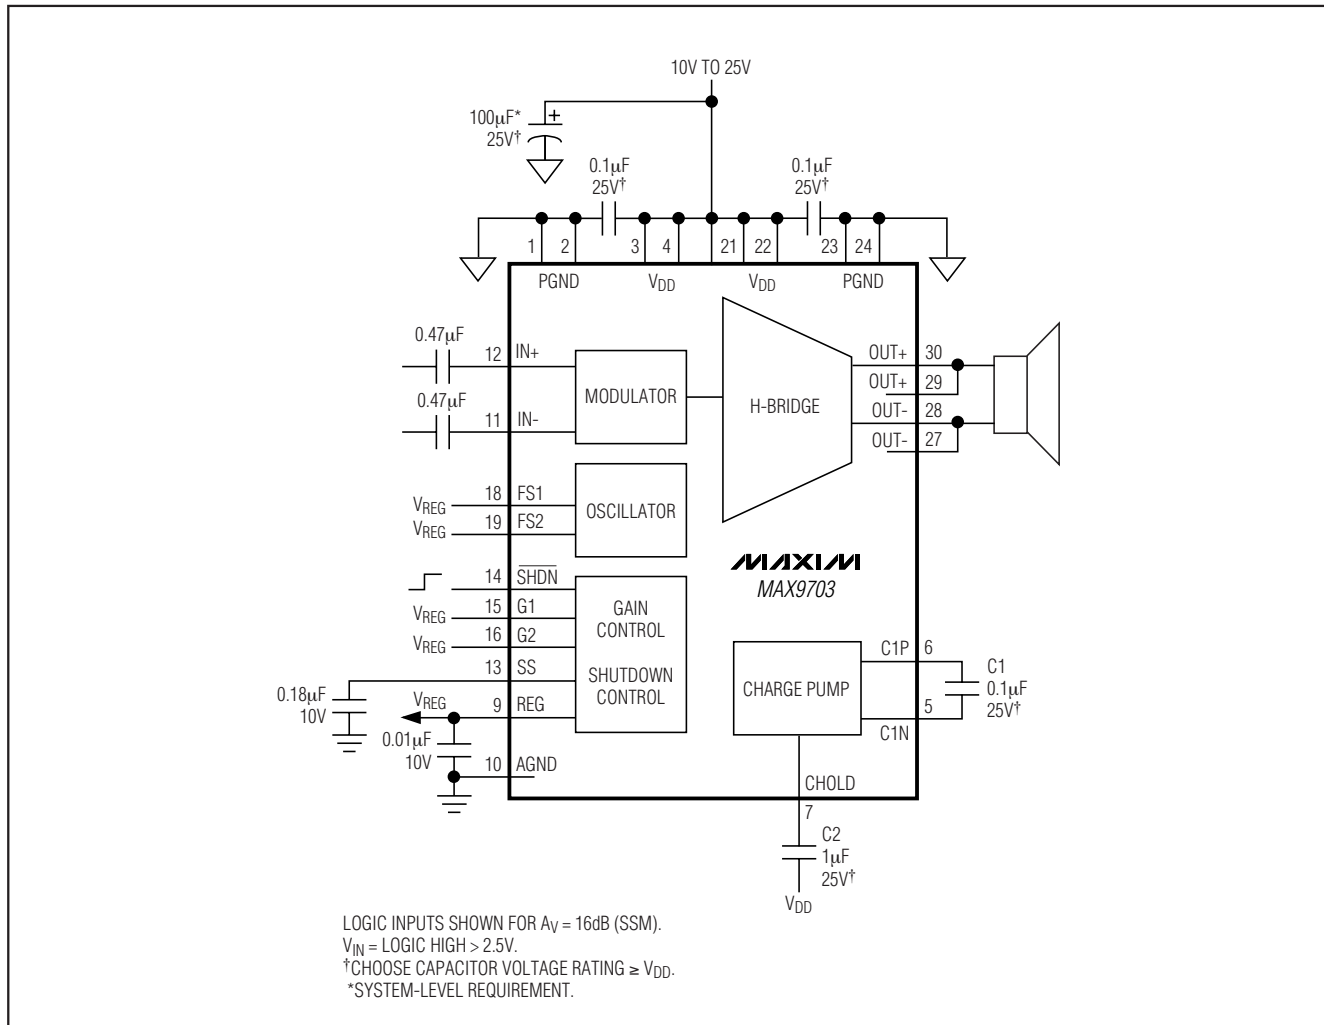 10V TO 25V
100µF*
25V†
+
0.1µF
25V†
0.1µF
25V†
1 2 3 4 21 22 23 24
PGND VDD VDD PGND
0.47µF
12 IN+
0.47µF
11 IN-
MODULATOR
H-BRIDGE
OUT+ 30
OUT+ 29
OUT- 28
OUT- 27
VREG 18 FS1
VREG 19 FS2
OSCILLATOR
MAXIM
MAX9703
14 S̅H̅D̅N̅
VREG 15 G1
VREG 16 G2
13 SS
GAIN
CONTROL
SHUTDOWN
CONTROL
0.18µF
10V
VREG 9 REG
0.01µF
10V
10 AGND
CHARGE PUMP
C1P 6
C1
0.1µF
25V†
5
C1N
CHOLD
7
C2
1µF
25V†
VDD
LOGIC INPUTS SHOWN FOR AV = 16dB (SSM).
VIN = LOGIC HIGH > 2.5V.
†CHOOSE CAPACITOR VOLTAGE RATING ≥ VDD.
*SYSTEM-LEVEL REQUIREMENT.